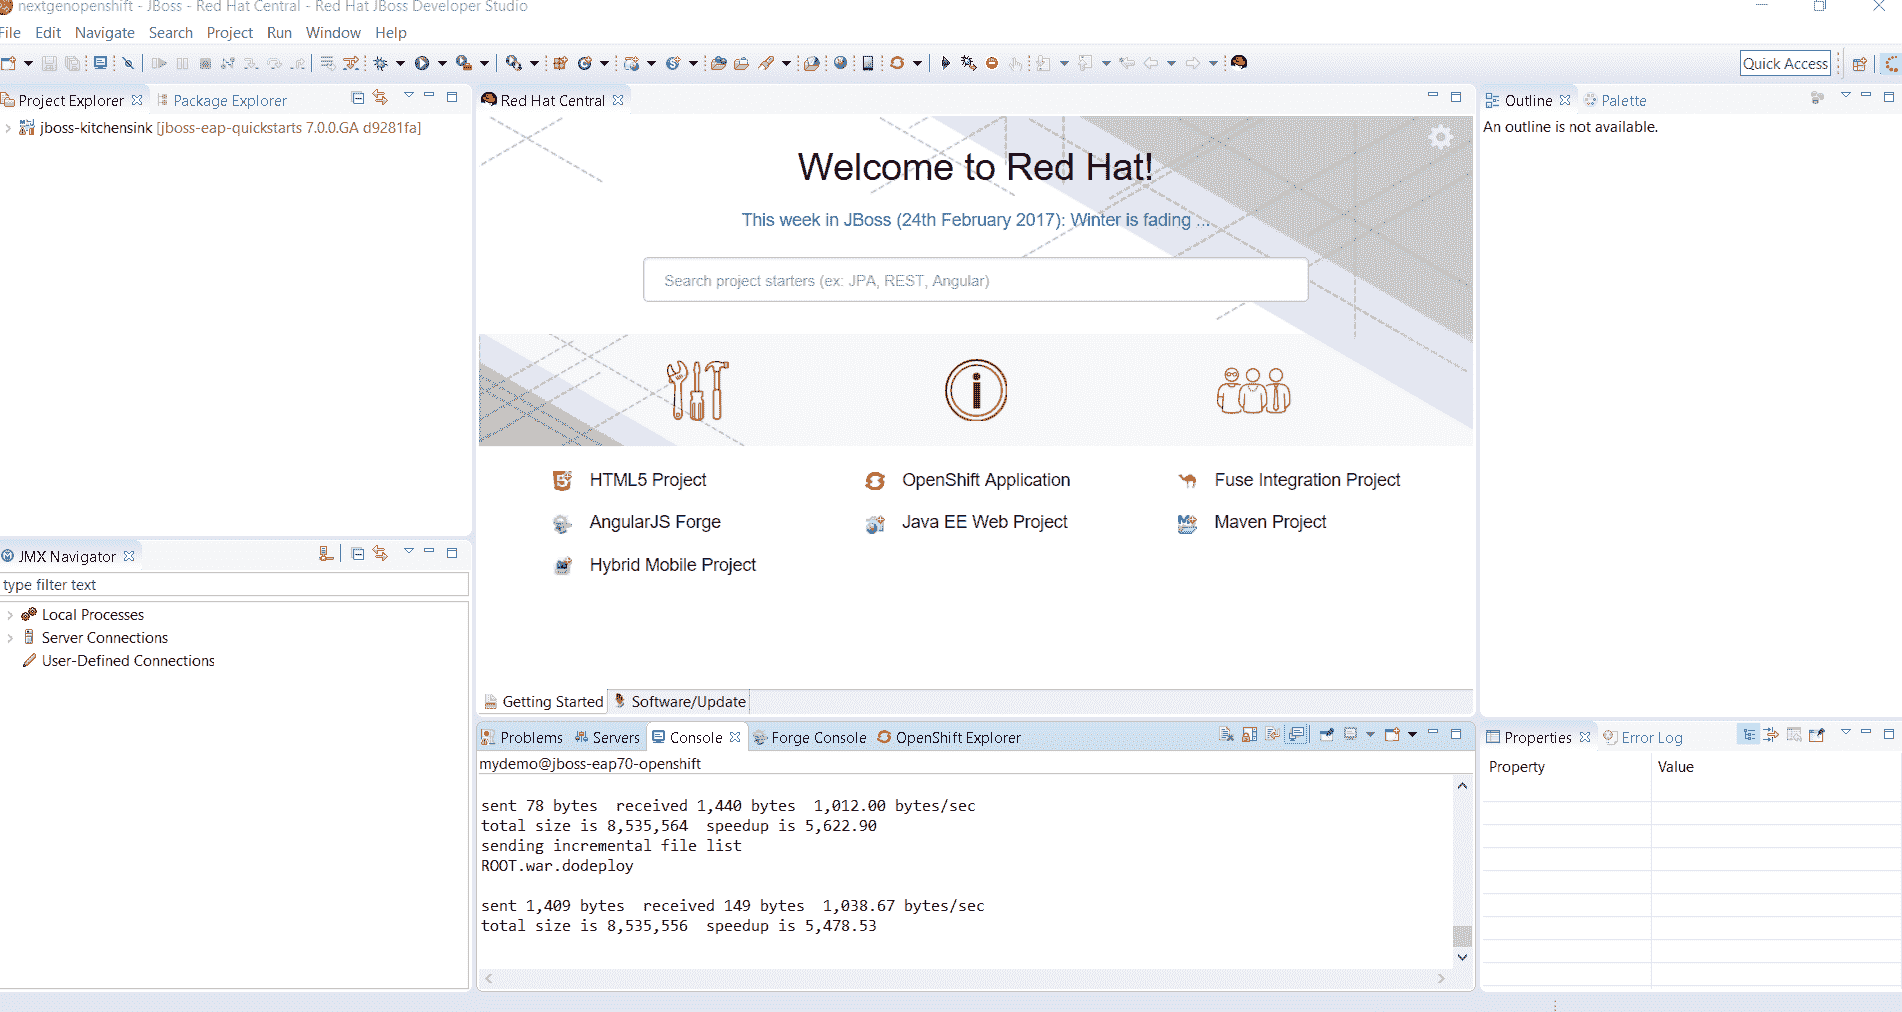 nextgenopenshift - JBoss - Red Hat Central - Red Hat JBoss Developer Studio
File Edit Navigate Search Project Run Window Help
Quick Access
Project Explorer Package Explorer
jboss-kitchensink [jboss-eap-quickstarts 7.0.0.GA d9281fa]
Red Hat Central
Welcome to Red Hat!
This week in JBoss (24th February 2017): Winter is fading ...
Search project starters (ex: JPA, REST, Angular)
HTML5 Project OpenShift Application Fuse Integration Project
AngularJS Forge Java EE Web Project Maven Project
Hybrid Mobile Project
Getting Started Software/Update
Outline Palette
An outline is not available.
JMX Navigator
type filter text
Local Processes
Server Connections
User-Defined Connections
Problems Servers Console Forge Console OpenShift Explorer
mydemo@jboss-eap70-openshift
sent 78 bytes  received 1,440 bytes  1,012.00 bytes/sec
total size is 8,535,564  speedup is 5,622.90
sending incremental file list
ROOT.war.dodeploy
sent 1,409 bytes  received 149 bytes  1,038.67 bytes/sec
total size is 8,535,556  speedup is 5,478.53
Properties Error Log
Property Value